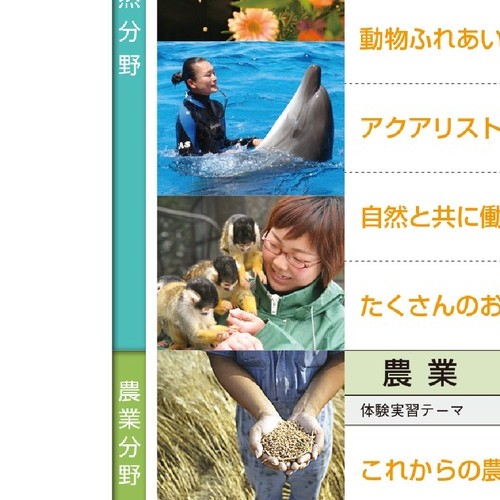 然分野
動物ふれあい
アクアリスト
自然と共に働
たくさんのお
農業
体験実習テーマ
農業分野
これからの農